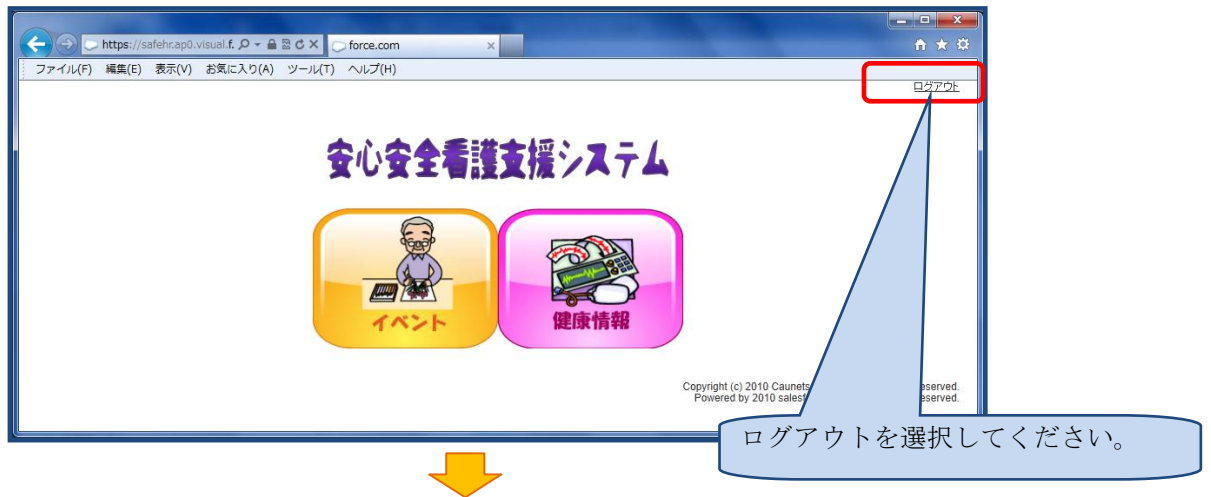 https://safehr.ap0.visual.f.
force.com
ファイル(F) 編集(E) 表示(V) お気に入り(A) ツール(T) ヘルプ(H)
ログアウト
安心安全看護支援システム
イベント 健康情報
Copyright (c) 2010 Caunets eserved.
Powered by 2010 salesf eserved.
ログアウトを選択してください。